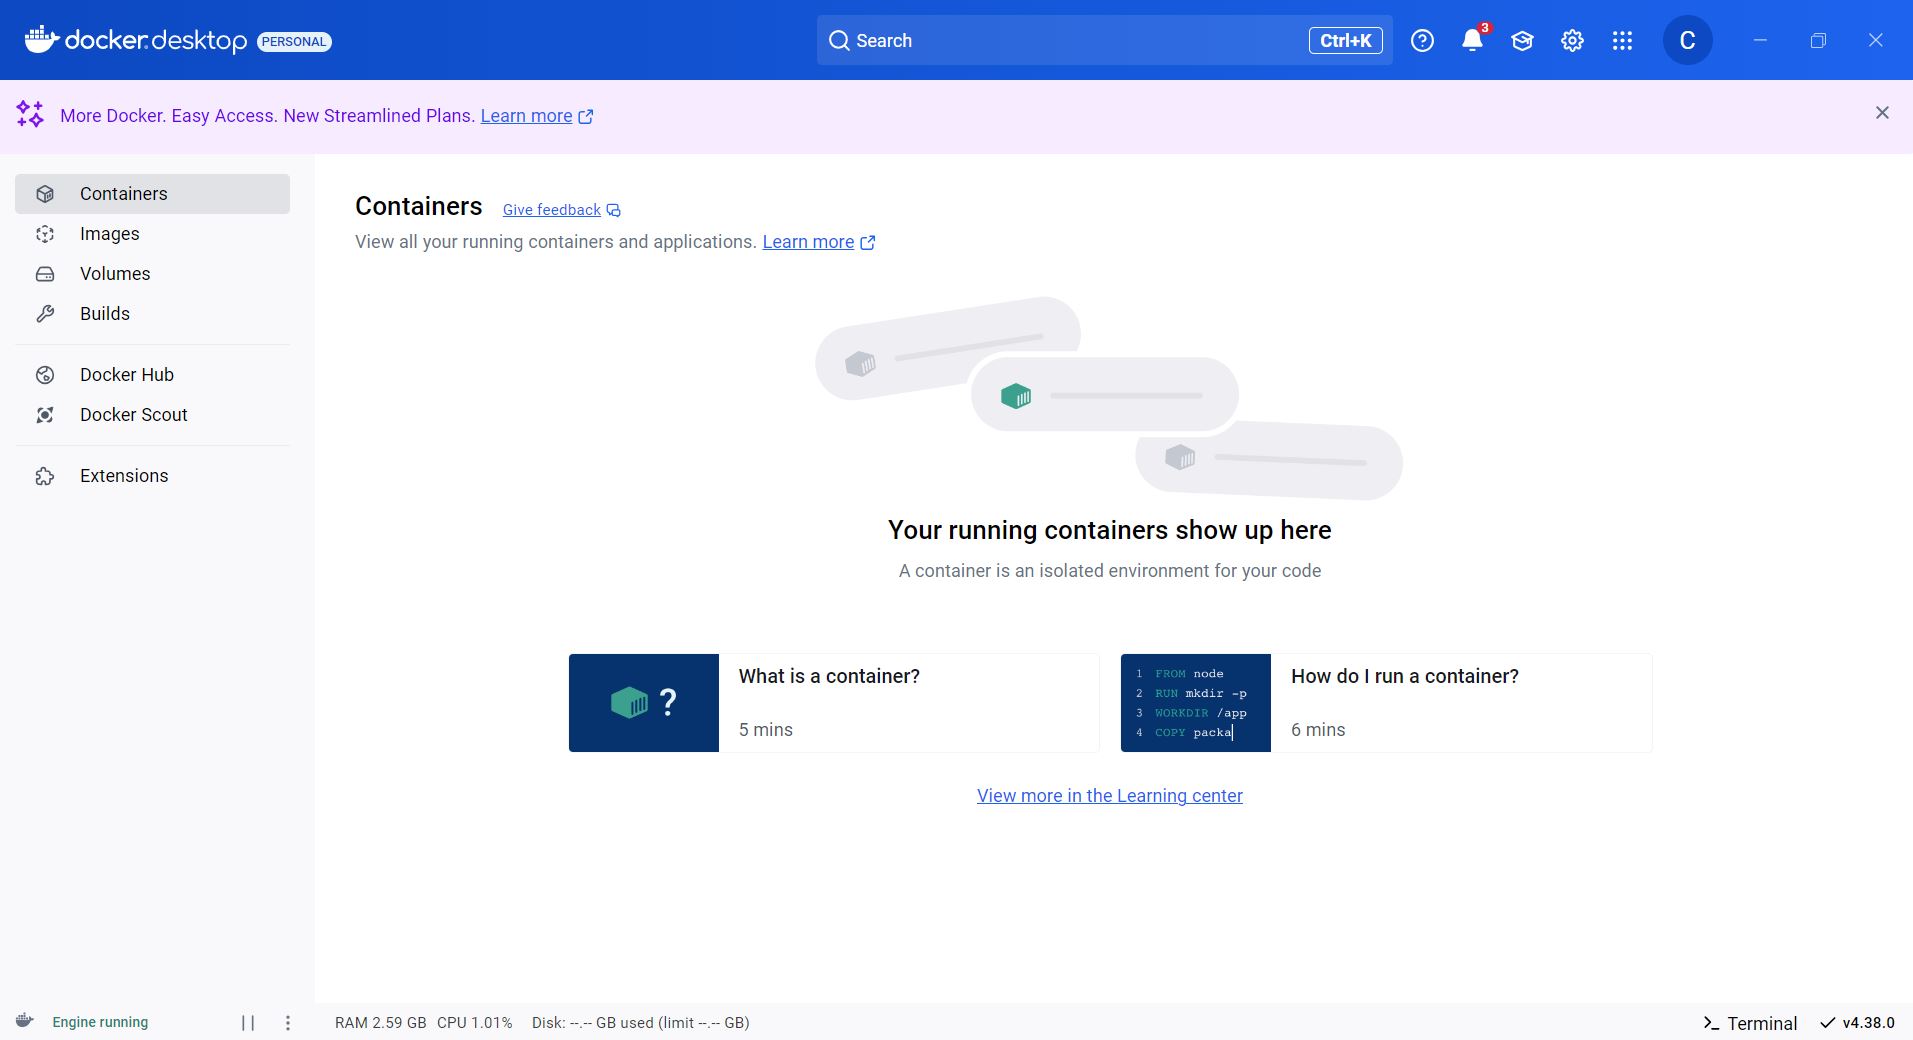 docker.desktop PERSONAL
Search
Ctrl+K
3
C
More Docker. Easy Access. New Streamlined Plans. Learn more
Containers
Images
Volumes
Builds
Docker Hub
Docker Scout
Extensions
Containers Give feedback
View all your running containers and applications. Learn more
Your running containers show up here
A container is an isolated environment for your code
?
What is a container?
5 mins
1 FROM node
2 RUN mkdir -p
3 WORKDIR /app
4 COPY packa
How do I run a container?
6 mins
View more in the Learning center
Engine running
RAM 2.59 GB CPU 1.01% Disk: --.-- GB used (limit --.-- GB)
Terminal
v4.38.0